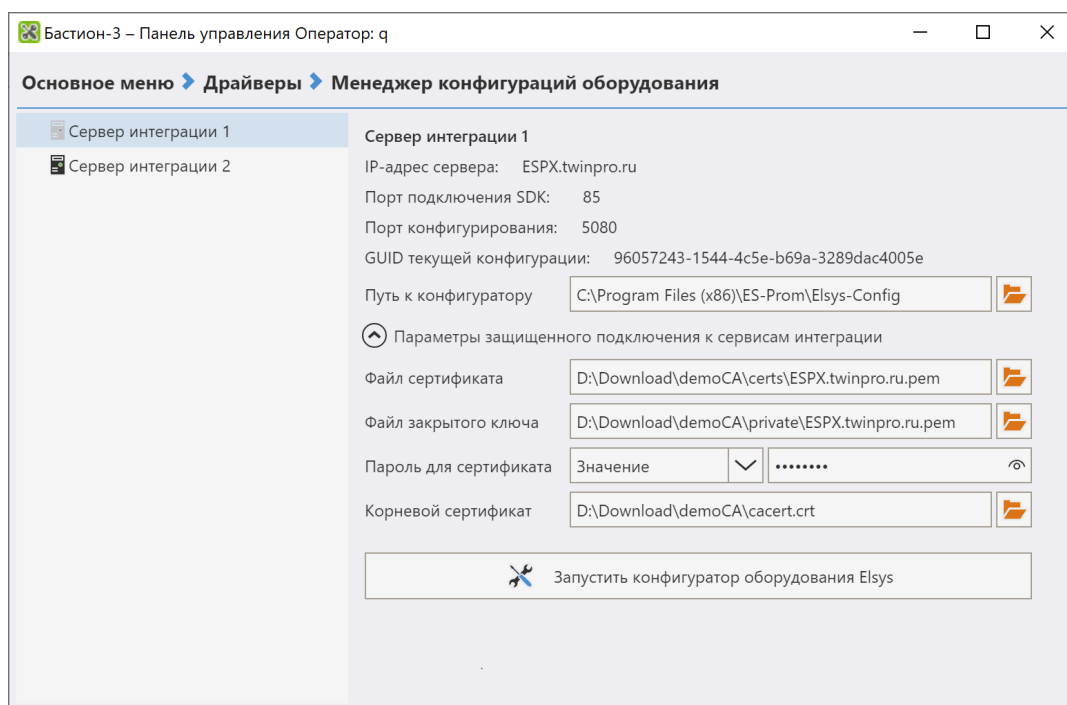 Бастион-3 – Панель управления Оператор: q
Основное меню Драйверы Менеджер конфигураций оборудования
Сервер интеграции 1
Сервер интеграции 2
Сервер интеграции 1
IP-адрес сервера: ESPX.twinpro.ru
Порт подключения SDK: 85
Порт конфигурирования: 5080
GUID текущей конфигурации: 96057243-1544-4c5e-b69a-3289dac4005e
Путь к конфигуратору C:\Program Files (x86)\ES-Prom\Elsys-Config
Параметры защищенного подключения к сервисам интеграции
Файл сертификата D:\Download\demoCA\certs\ESPX.twinpro.ru.pem
Файл закрытого ключа D:\Download\demoCA\private\ESPX.twinpro.ru.pem
Пароль для сертификата Значение ••••••••
Корневой сертификат D:\Download\demoCA\cacert.crt
Запустить конфигуратор оборудования Elsys